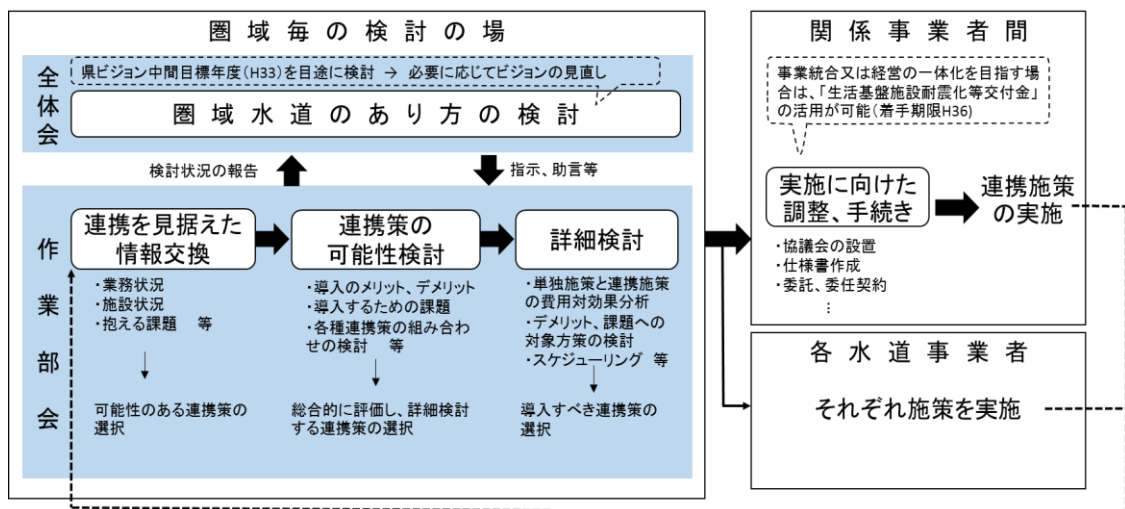 圏域毎の検討の場
全体会
県ビジョン中間目標年度(H33)を目途に検討 → 必要に応じてビジョンの見直し
圏域水道のあり方の検討
検討状況の報告
指示、助言等
作業部会
連携を見据えた
情報交換
・業務状況
・施設状況
・抱える課題 等
可能性のある連携策の
選択
連携策の
可能性検討
・導入のメリット、デメリット
・導入するための課題
・各種連携策の組み合わ
せの検討 等
総合的に評価し、詳細検討
する連携策の選択
詳細検討
・単独施策と連携施策
の費用対効果分析
・デメリット、課題への
対象方策の検討
・スケジューリング 等
導入すべき連携策の
選択
関係事業者間
事業統合又は経営の一体化を目指す場
合は、「生活基盤施設耐震化等交付金」
の活用が可能(着手期限H36)
実施に向けた
調整、手続き
・協議会の設置
・仕様書作成
・委託、委任契約
⋮
連携施策
の実施
各水道事業者
それぞれ施策を実施